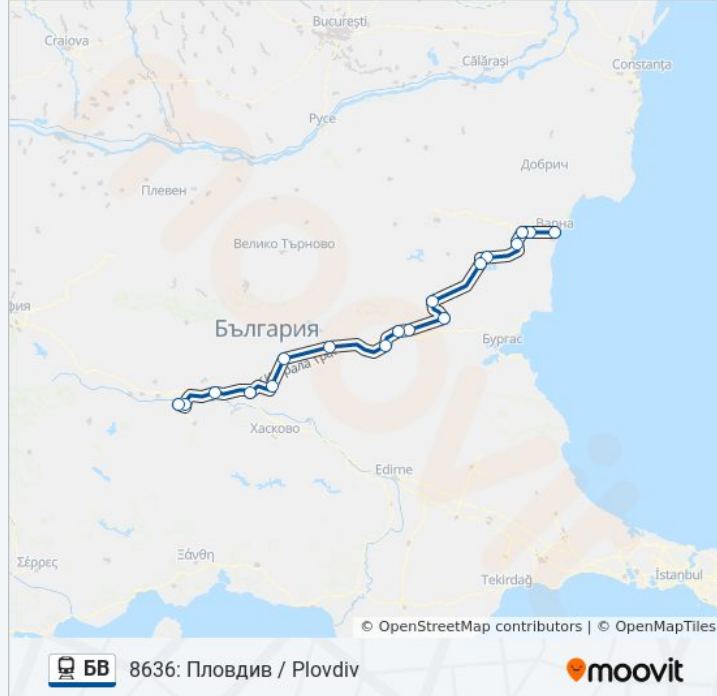 București
Craiova
Călărași
Constanța
Русе
Добрич
Плевен
Варна
Велико Търново
фия
България
Бургас
Хасково
Edirne
Ξάνθη
Σέρρες
Tekirdağ
İstanbul
© OpenStreetMap contributors | © OpenMapTiles
БВ 8636: Пловдив / Plovdiv
moovit